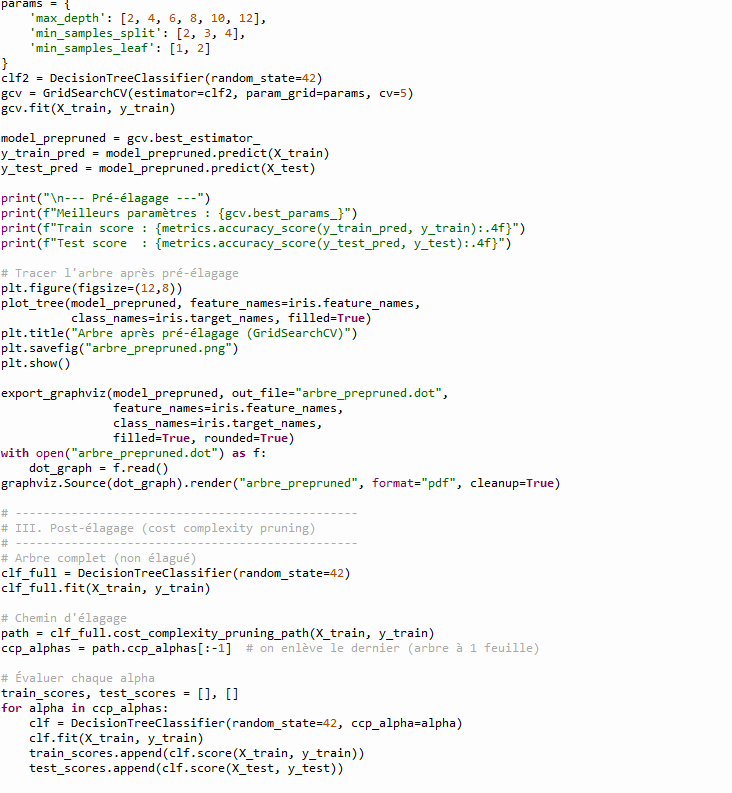 params = {
    'max_depth': [2, 4, 6, 8, 10, 12],
    'min_samples_split': [2, 3, 4],
    'min_samples_leaf': [1, 2]
}
clf2 = DecisionTreeClassifier(random_state=42)
gcv = GridSearchCV(estimator=clf2, param_grid=params, cv=5)
gcv.fit(X_train, y_train)

model_prepruned = gcv.best_estimator_
y_train_pred = model_prepruned.predict(X_train)
y_test_pred = model_prepruned.predict(X_test)

print("\n--- Pré-élagage ---")
print(f"Meilleurs paramètres : {gcv.best_params_}")
print(f"Train score : {metrics.accuracy_score(y_train_pred, y_train):.4f}")
print(f"Test score  : {metrics.accuracy_score(y_test_pred, y_test):.4f}")

# Tracer l'arbre après pré-élagage
plt.figure(figsize=(12,8))
plot_tree(model_prepruned, feature_names=iris.feature_names,
          class_names=iris.target_names, filled=True)
plt.title("Arbre après pré-élagage (GridSearchCV)")
plt.savefig("arbre_prepruned.png")
plt.show()

export_graphviz(model_prepruned, out_file="arbre_prepruned.dot",
                feature_names=iris.feature_names,
                class_names=iris.target_names,
                filled=True, rounded=True)
with open("arbre_prepruned.dot") as f:
    dot_graph = f.read()
graphviz.Source(dot_graph).render("arbre_prepruned", format="pdf", cleanup=True)

# -------------------------------------------------
# III. Post-élagage (cost complexity pruning)
# -------------------------------------------------
# Arbre complet (non élagué)
clf_full = DecisionTreeClassifier(random_state=42)
clf_full.fit(X_train, y_train)

# Chemin d'élagage
path = clf_full.cost_complexity_pruning_path(X_train, y_train)
ccp_alphas = path.ccp_alphas[:-1]  # on enlève le dernier (arbre à 1 feuille)

# Évaluer chaque alpha
train_scores, test_scores = [], []
for alpha in ccp_alphas:
    clf = DecisionTreeClassifier(random_state=42, ccp_alpha=alpha)
    clf.fit(X_train, y_train)
    train_scores.append(clf.score(X_train, y_train))
    test_scores.append(clf.score(X_test, y_test))